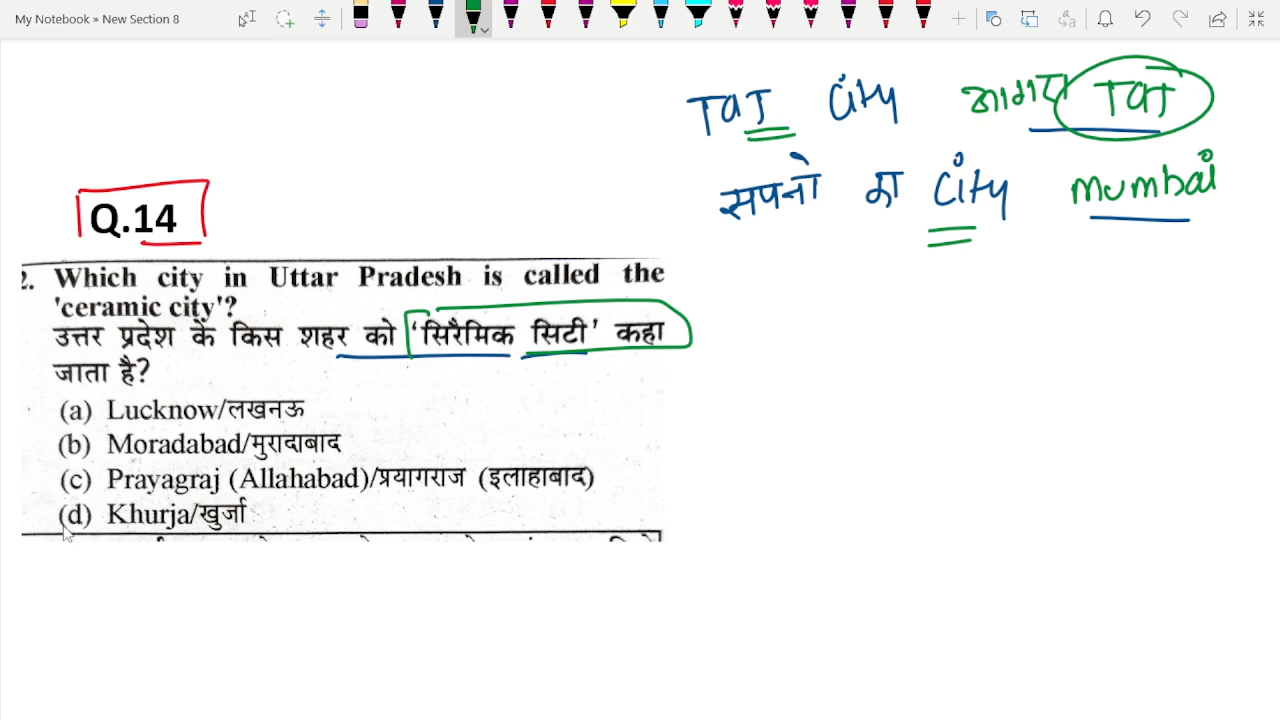 My Notebook » New Section 8
Taj City आगरा Taj
सपनो का City mumbai
Q.14
2. Which city in Uttar Pradesh is called the
'ceramic city'?
उत्तर प्रदेश के किस शहर को 'सिरैमिक सिटी' कहा
जाता है?
(a) Lucknow/लखनऊ
(b) Moradabad/मुरादाबाद
(c) Prayagraj (Allahabad)/प्रयागराज (इलाहाबाद)
(d) Khurja/खुर्जा